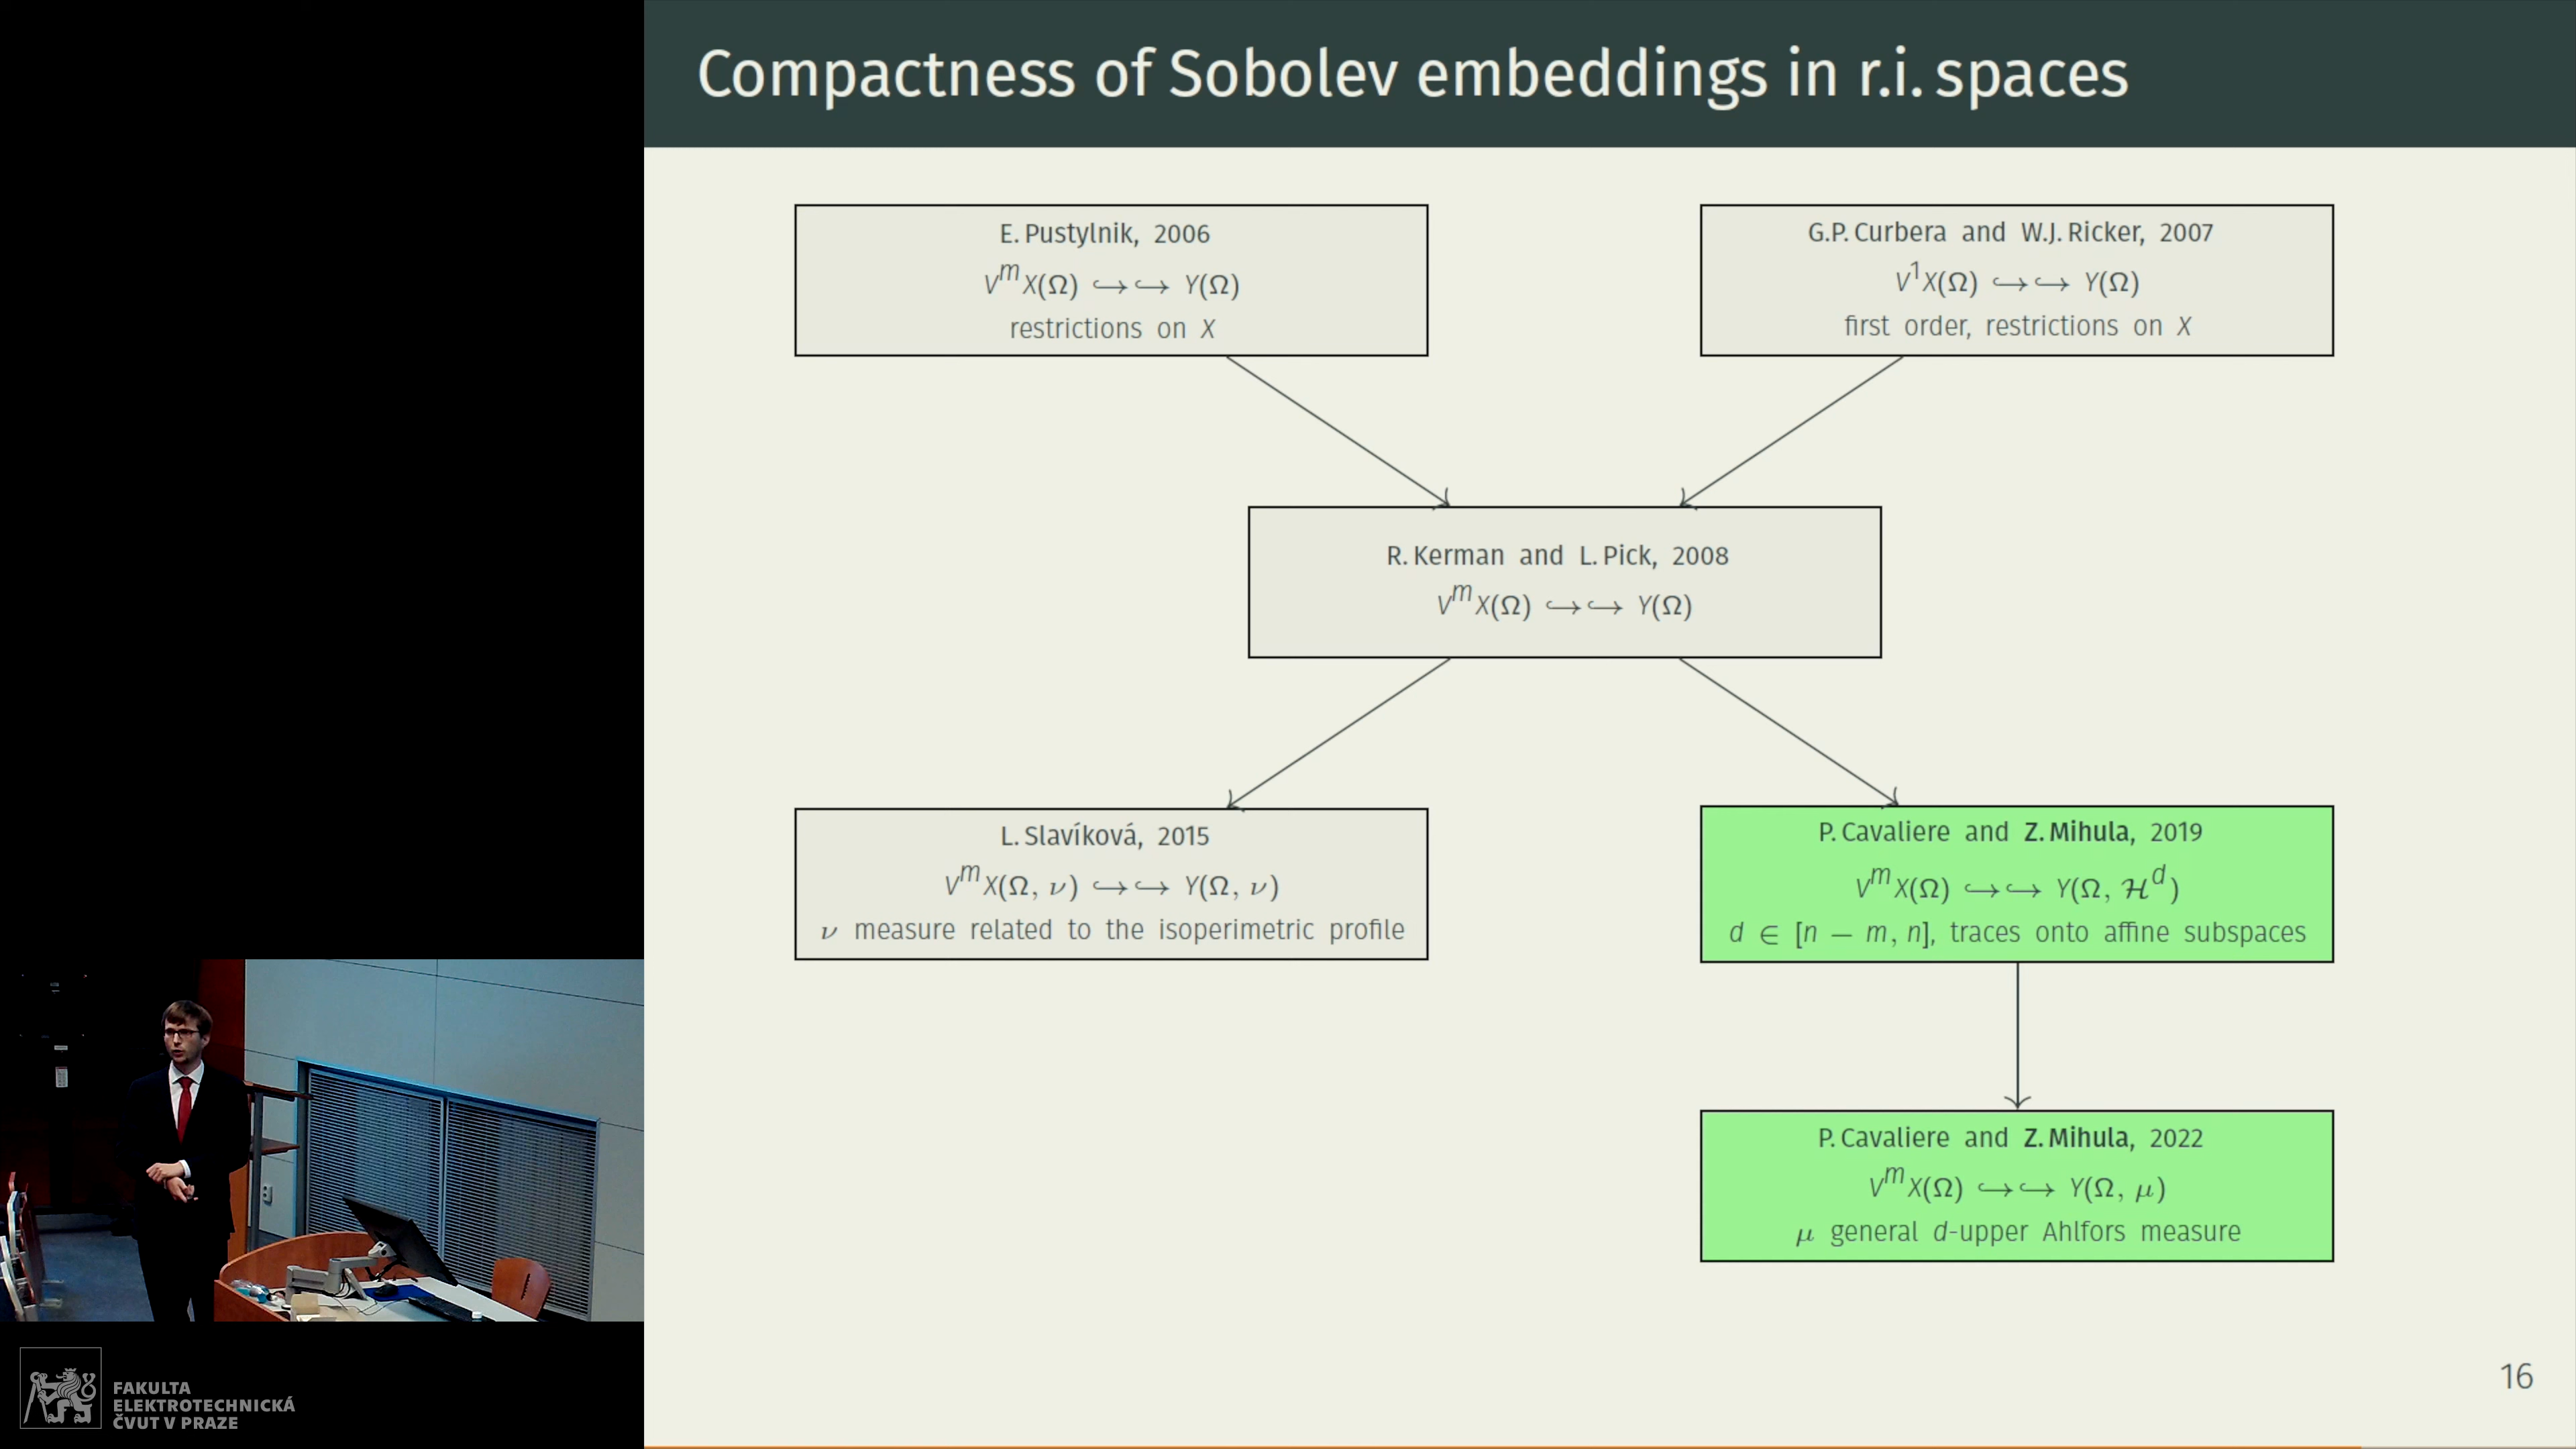 Compactness of Sobolev embeddings in r.i. spaces
E. Pustylnik, 2006
V^m X(Ω) ↪↪ Y(Ω)
restrictions on X
G.P. Curbera and W.J. Ricker, 2007
V^1 X(Ω) ↪↪ Y(Ω)
first order, restrictions on X
R. Kerman and L. Pick, 2008
V^m X(Ω) ↪↪ Y(Ω)
L. Slavíková, 2015
V^m X(Ω, ν) ↪↪ Y(Ω, ν)
ν measure related to the isoperimetric profile
P. Cavaliere and Z. Mihula, 2019
V^m X(Ω) ↪↪ Y(Ω, ℋ^d)
d ∈ [n − m, n], traces onto affine subspaces
P. Cavaliere and Z. Mihula, 2022
V^m X(Ω) ↪↪ Y(Ω, μ)
μ general d-upper Ahlfors measure
16
FAKULTA
ELEKTROTECHNICKÁ
ČVUT V PRAZE